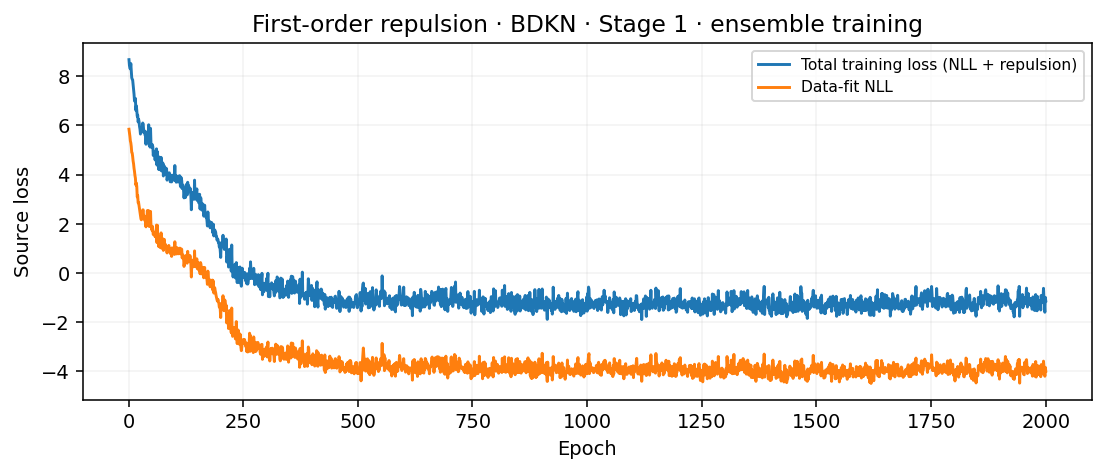 First-order repulsion · BDKN · Stage 1 · ensemble training
Total training loss (NLL + repulsion)
Data-fit NLL
Source loss
8
6
4
2
0
−2
−4
0 250 500 750 1000 1250 1500 1750 2000
Epoch